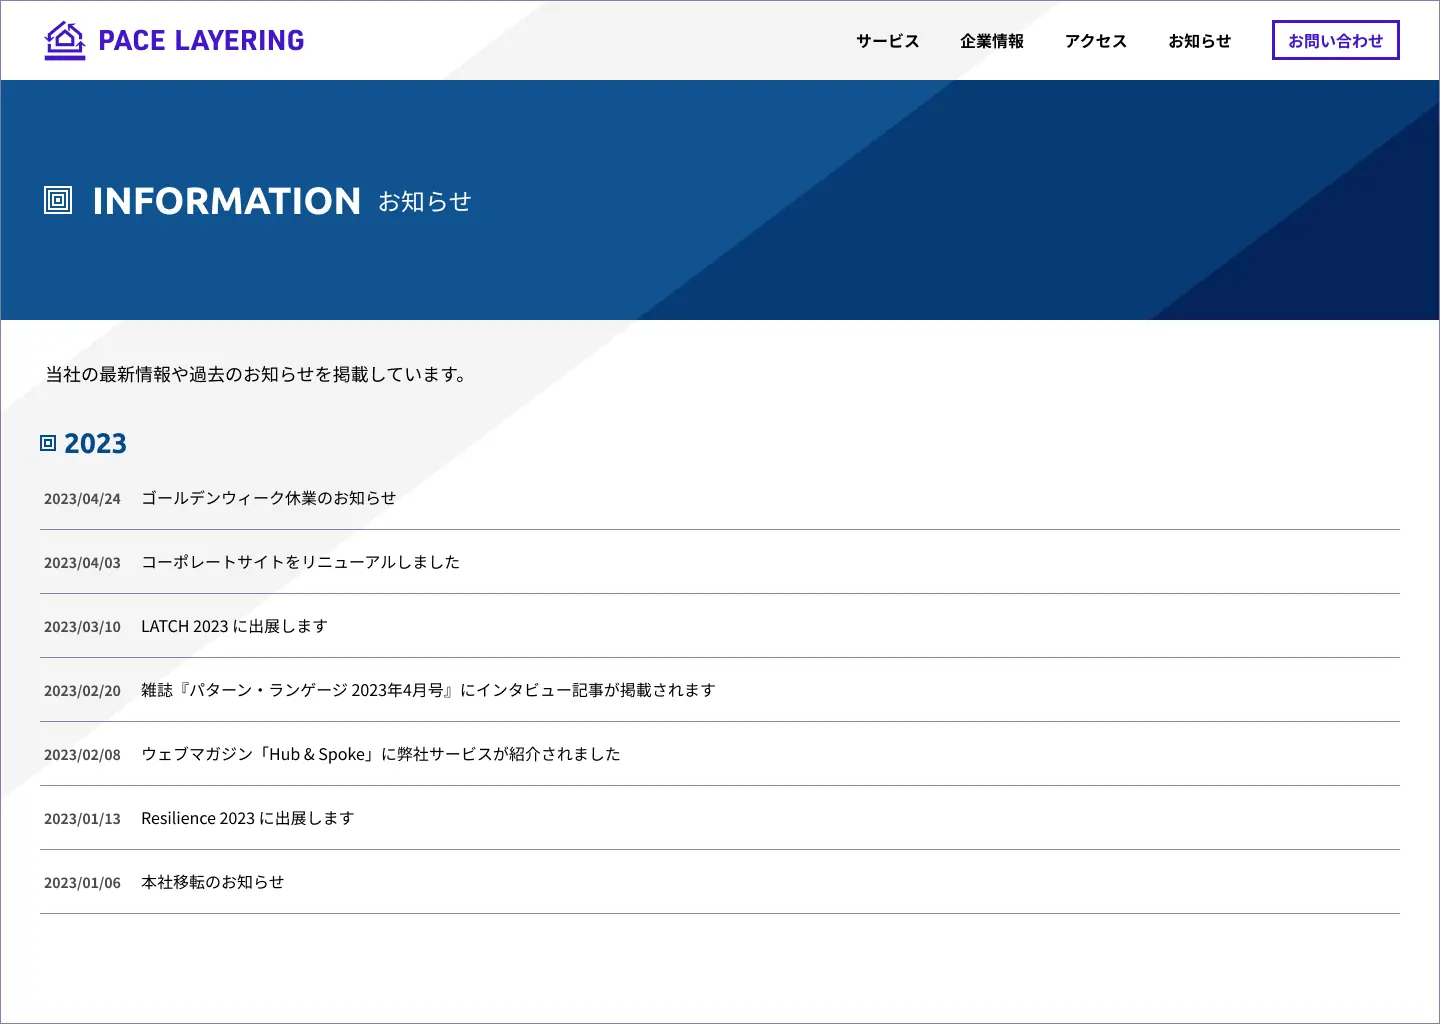 PACE LAYERING
サービス 企業情報 アクセス お知らせ お問い合わせ
INFORMATION お知らせ
当社の最新情報や過去のお知らせを掲載しています。
2023
2023/04/24 ゴールデンウィーク休業のお知らせ
2023/04/03 コーポレートサイトをリニューアルしました
2023/03/10 LATCH 2023 に出展します
2023/02/20 雑誌『パターン・ランゲージ 2023年4月号』にインタビュー記事が掲載されます
2023/02/08 ウェブマガジン「Hub & Spoke」に弊社サービスが紹介されました
2023/01/13 Resilience 2023 に出展します
2023/01/06 本社移転のお知らせ